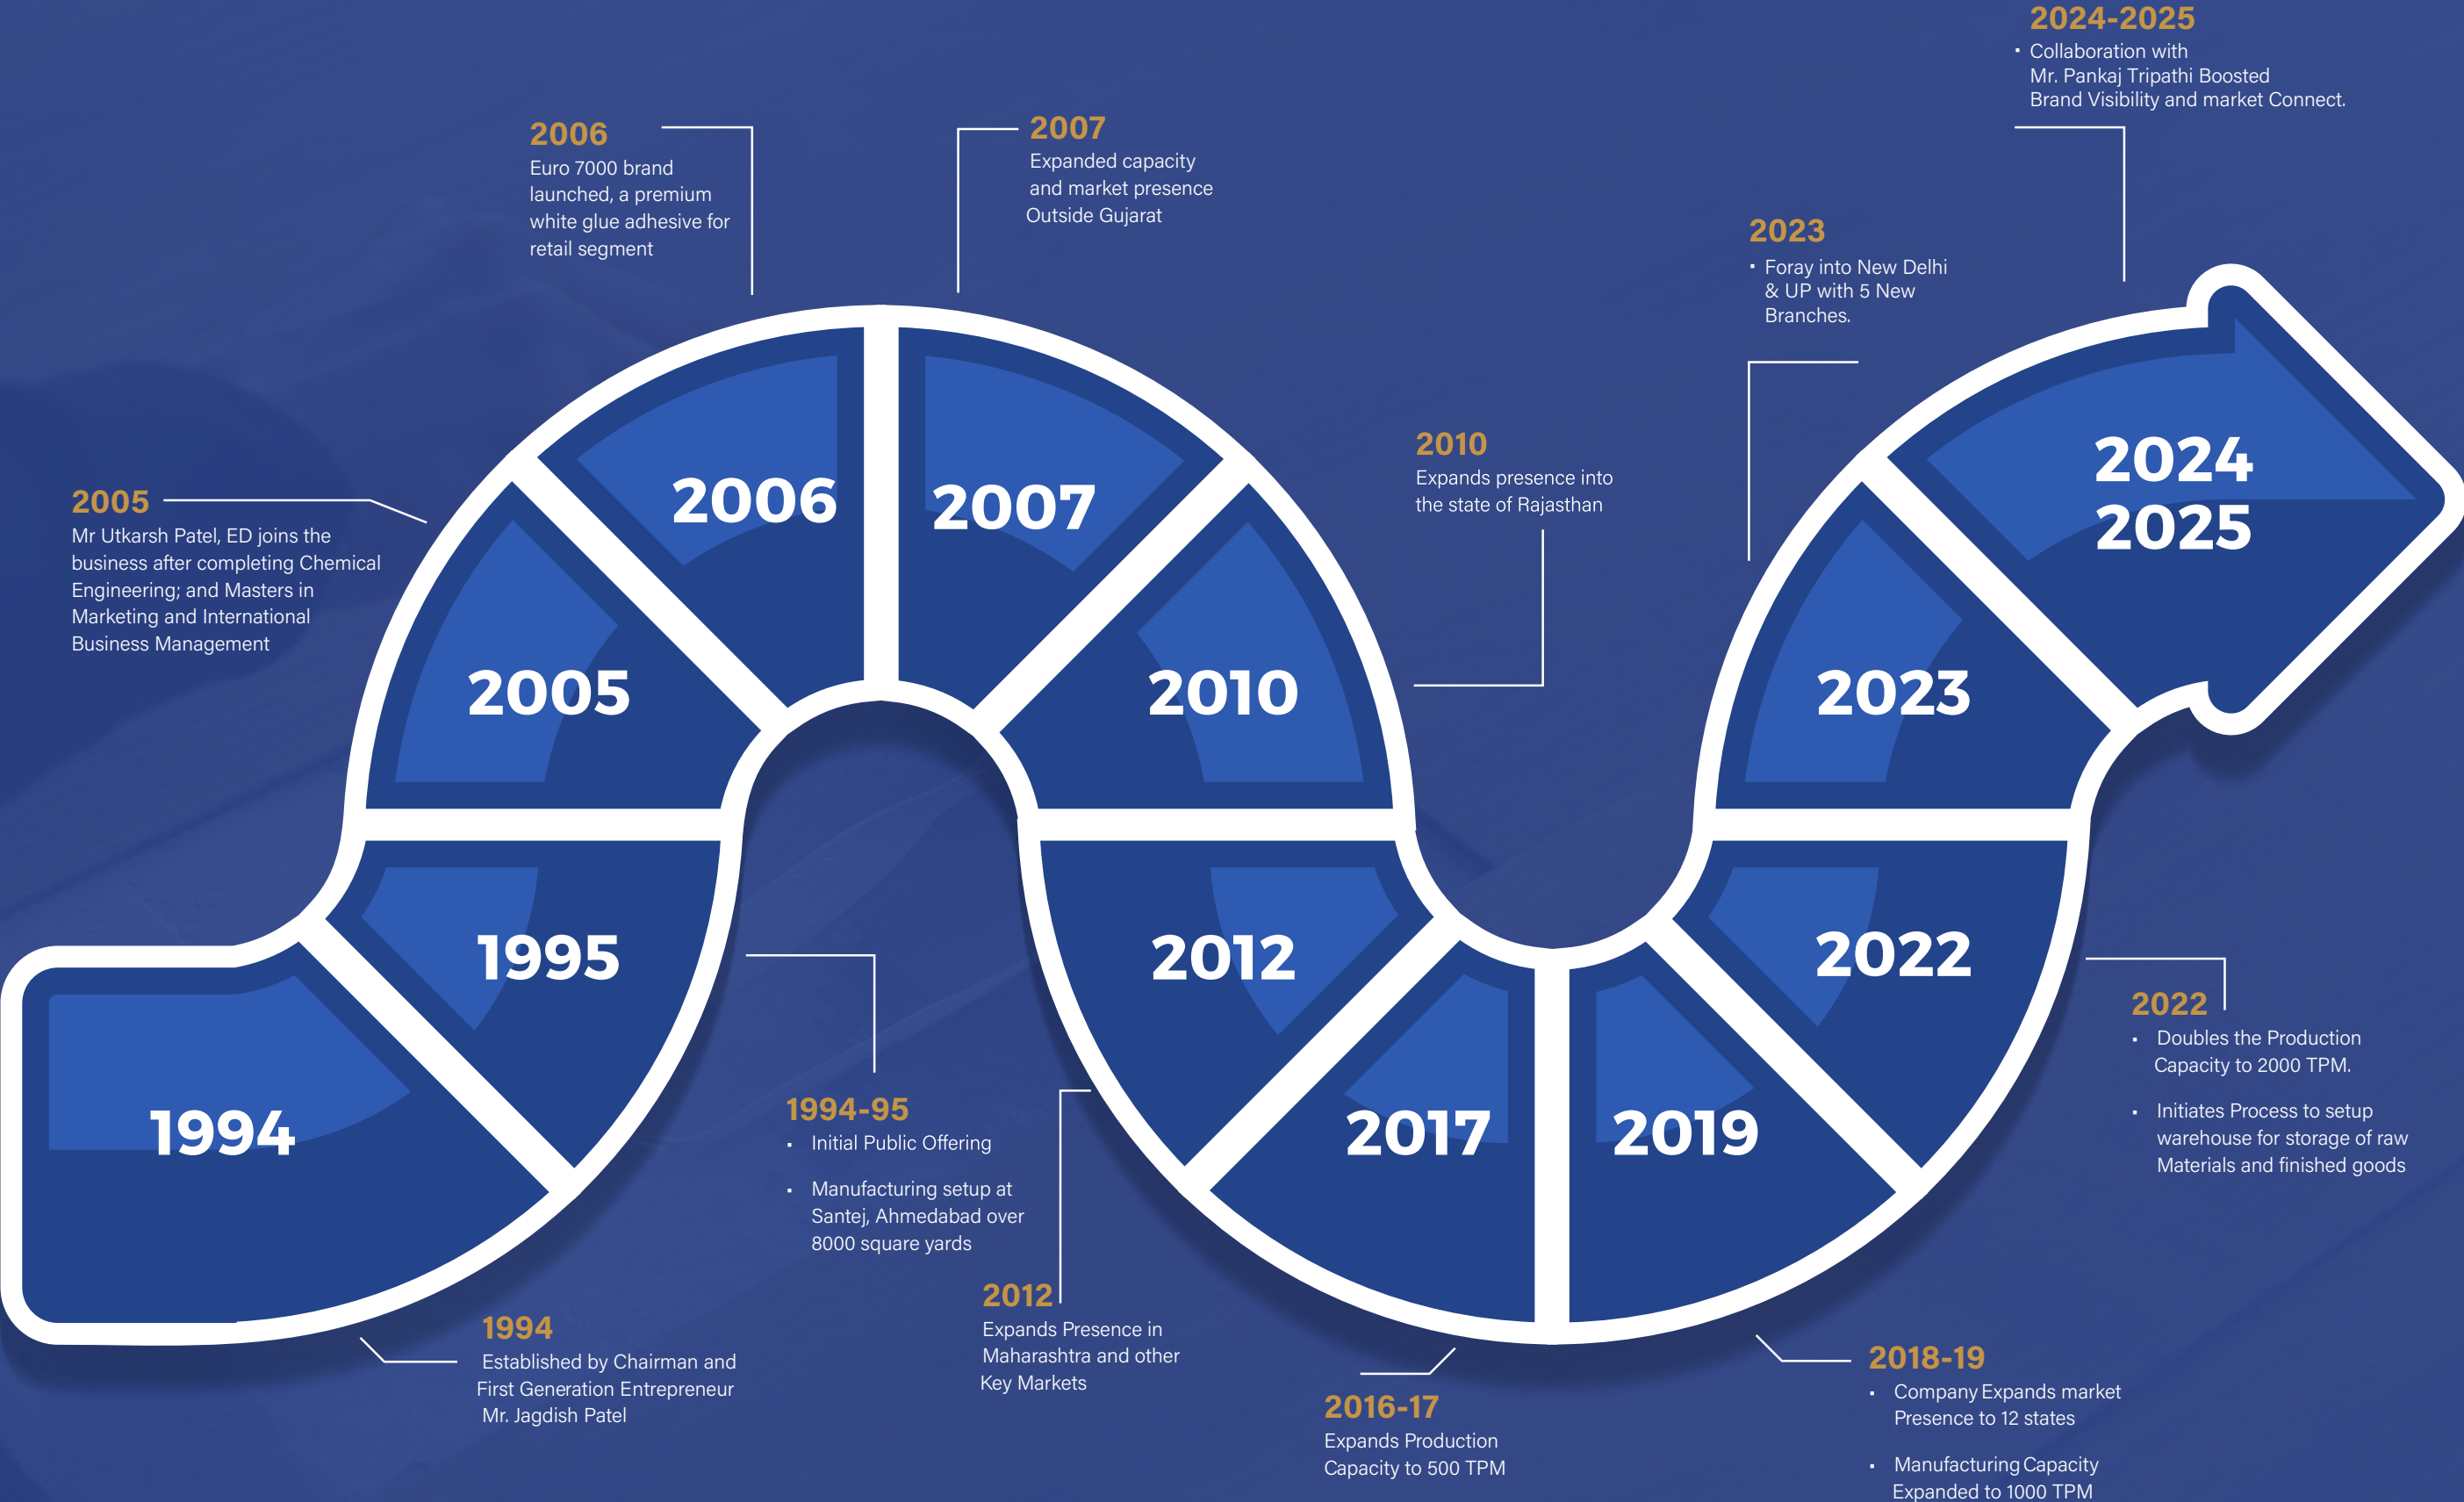 2024-2025
▪ Collaboration with
Mr. Pankaj Tripathi Boosted
Brand Visibility and market Connect.
2006
Euro 7000 brand
launched, a premium
white glue adhesive for
retail segment
2007
Expanded capacity
and market presence
Outside Gujarat
2023
▪ Foray into New Delhi
& UP with 5 New
Branches.
2010
Expands presence into
the state of Rajasthan
2005
Mr Utkarsh Patel, ED joins the
business after completing Chemical
Engineering; and Masters in
Marketing and International
Business Management
2006
2007
2024
2025
2005
2010
2023
1995
2012
2022
1994
2017
2019
2022
▪ Doubles the Production
Capacity to 2000 TPM.
▪ Initiates Process to setup
warehouse for storage of raw
Materials and finished goods
1994-95
▪ Initial Public Offering
▪ Manufacturing setup at
Santej, Ahmedabad over
8000 square yards
2012
Expands Presence in
Maharashtra and other
Key Markets
1994
Established by Chairman and
First Generation Entrepreneur
Mr. Jagdish Patel
2016-17
Expands Production
Capacity to 500 TPM
2018-19
▪ Company Expands market
Presence to 12 states
▪ Manufacturing Capacity
Expanded to 1000 TPM